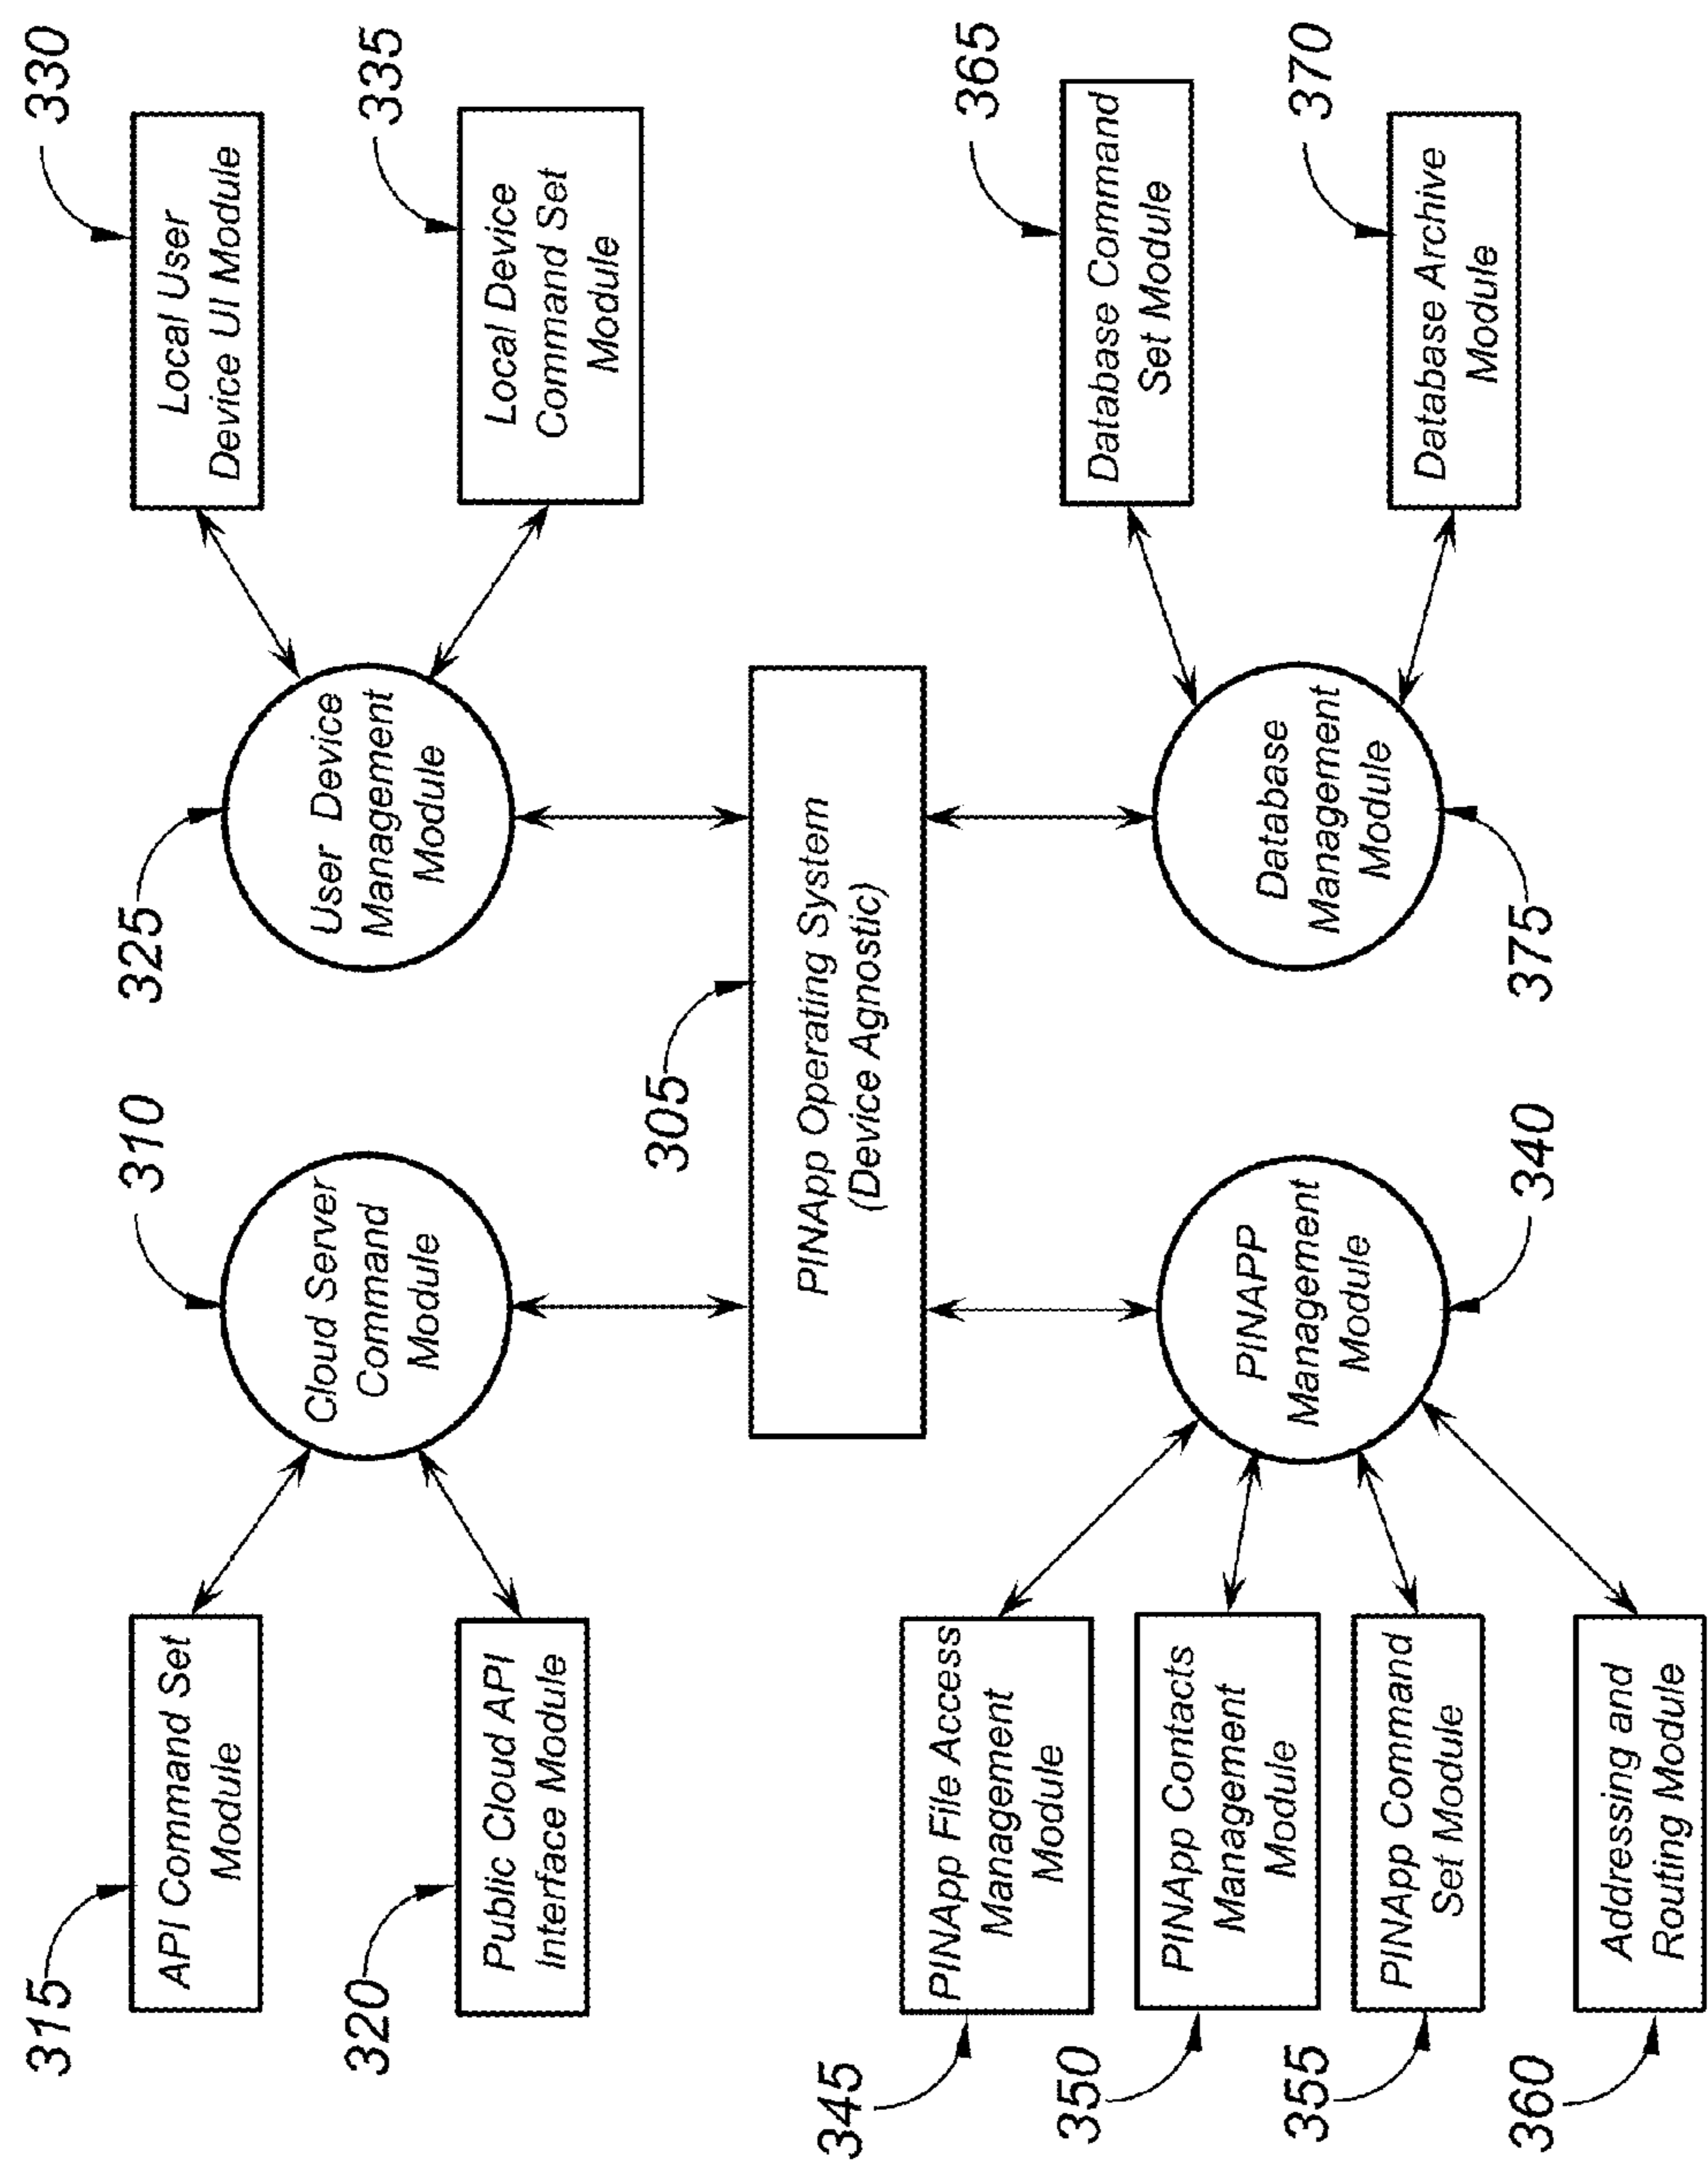 315
API Command Set
Module
320
Public Cloud API
Interface Module
310
Cloud Server
Command
Module
325
User Device
Management
Module
330
Local User
Device UI Module
335
Local Device
Command Set
Module
305
PINApp Operating System
(Device Agnostic)
345
PINApp File Access
Management
Module
350
PINApp Contacts
Management
Module
355
PINApp Command
Set Module
360
Addressing and
Routing Module
PINAPP
Management
Module
340
Database
Management
Module
375
365
Database Command
Set Module
370
Database Archive
Module